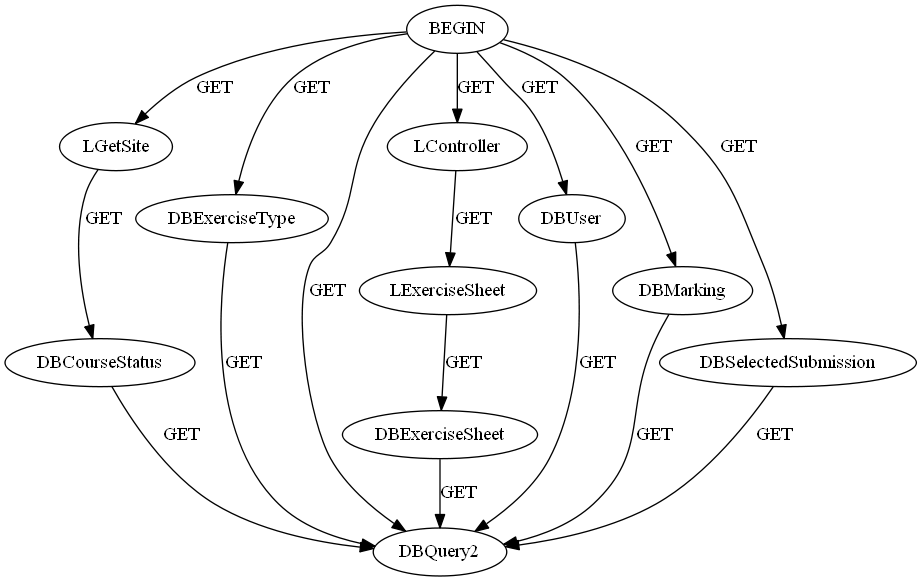 BEGIN
GET GET GET GET
LGetSite LController GET GET
GET DBExerciseType GET DBUser
GET LExerciseSheet DBMarking
DBCourseStatus GET GET GET DBSelectedSubmission
GET DBExerciseSheet GET GET
GET
DBQuery2